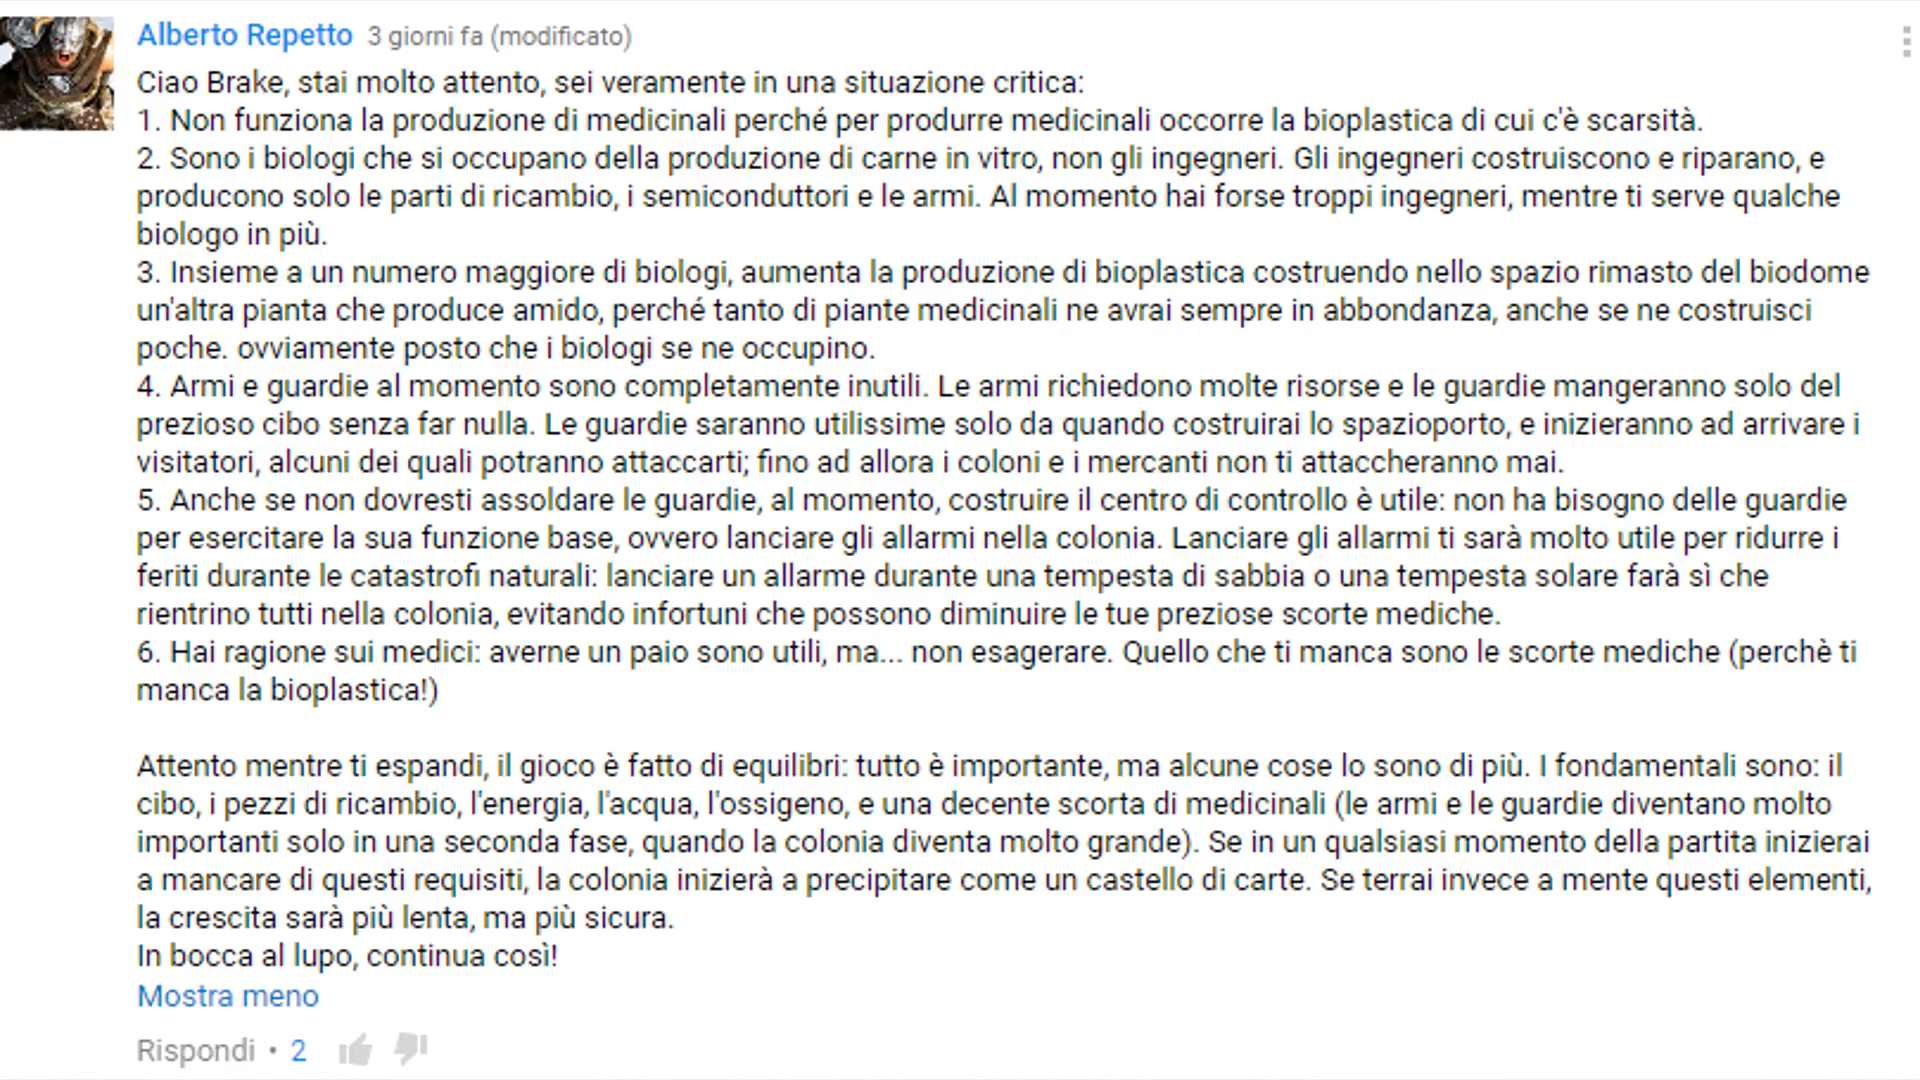 Alberto Repetto 3 giorni fa (modificato)
Ciao Brake, stai molto attento, sei veramente in una situazione critica:
1. Non funziona la produzione di medicinali perché per produrre medicinali occorre la bioplastica di cui c'è scarsità.
2. Sono i biologi che si occupano della produzione di carne in vitro, non gli ingegneri. Gli ingegneri costruiscono e riparano, e
producono solo le parti di ricambio, i semiconduttori e le armi. Al momento hai forse troppi ingegneri, mentre ti serve qualche
biologo in più.
3. Insieme a un numero maggiore di biologi, aumenta la produzione di bioplastica costruendo nello spazio rimasto del biodome
un'altra pianta che produce amido, perché tanto di piante medicinali ne avrai sempre in abbondanza, anche se ne costruisci
poche. ovviamente posto che i biologi se ne occupino.
4. Armi e guardie al momento sono completamente inutili. Le armi richiedono molte risorse e le guardie mangeranno solo del
prezioso cibo senza far nulla. Le guardie saranno utilissime solo da quando costruirai lo spazioporto, e inizieranno ad arrivare i
visitatori, alcuni dei quali potranno attaccarti; fino ad allora i coloni e i mercanti non ti attaccheranno mai.
5. Anche se non dovresti assoldare le guardie, al momento, costruire il centro di controllo è utile: non ha bisogno delle guardie
per esercitare la sua funzione base, ovvero lanciare gli allarmi nella colonia. Lanciare gli allarmi ti sarà molto utile per ridurre i
feriti durante le catastrofi naturali: lanciare un allarme durante una tempesta di sabbia o una tempesta solare farà sì che
rientrino tutti nella colonia, evitando infortuni che possono diminuire le tue preziose scorte mediche.
6. Hai ragione sui medici: averne un paio sono utili, ma... non esagerare. Quello che ti manca sono le scorte mediche (perchè ti
manca la bioplastica!)
Attento mentre ti espandi, il gioco è fatto di equilibri: tutto è importante, ma alcune cose lo sono di più. I fondamentali sono: il
cibo, i pezzi di ricambio, l'energia, l'acqua, l'ossigeno, e una decente scorta di medicinali (le armi e le guardie diventano molto
importanti solo in una seconda fase, quando la colonia diventa molto grande). Se in un qualsiasi momento della partita inizierai
a mancare di questi requisiti, la colonia inizierà a precipitare come un castello di carte. Se terrai invece a mente questi elementi,
la crescita sarà più lenta, ma più sicura.
In bocca al lupo, continua così!
Mostra meno
Rispondi • 2